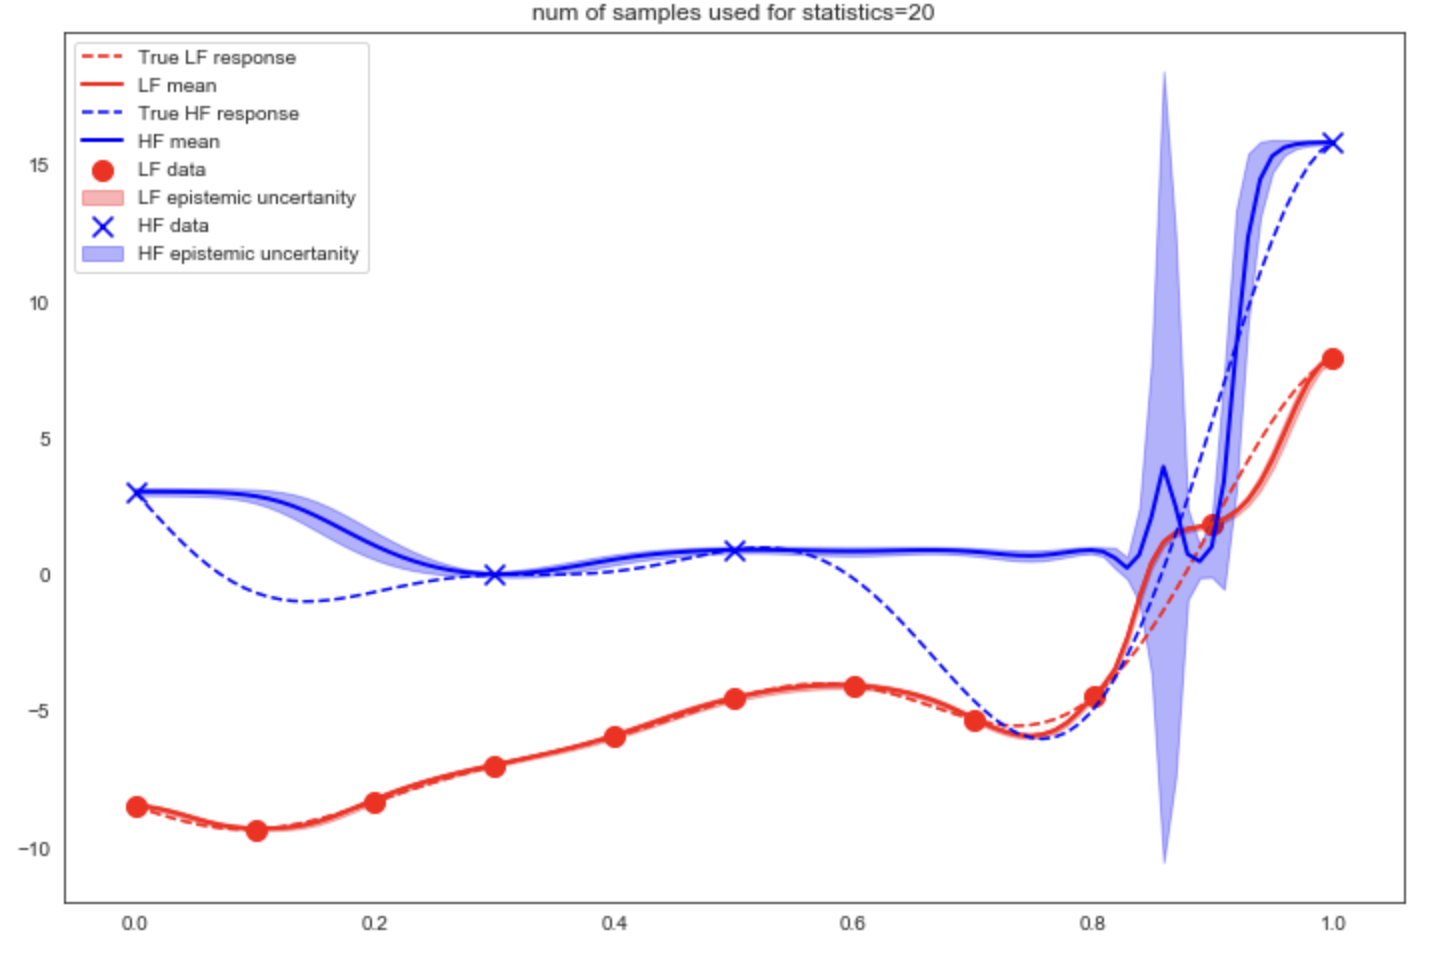 num of samples used for statistics=20
True LF response
LF mean
True HF response
HF mean
LF data
LF epistemic uncertanity
HF data
HF epistemic uncertanity
15
10
5
0
−5
−10
0.0 0.2 0.4 0.6 0.8 1.0